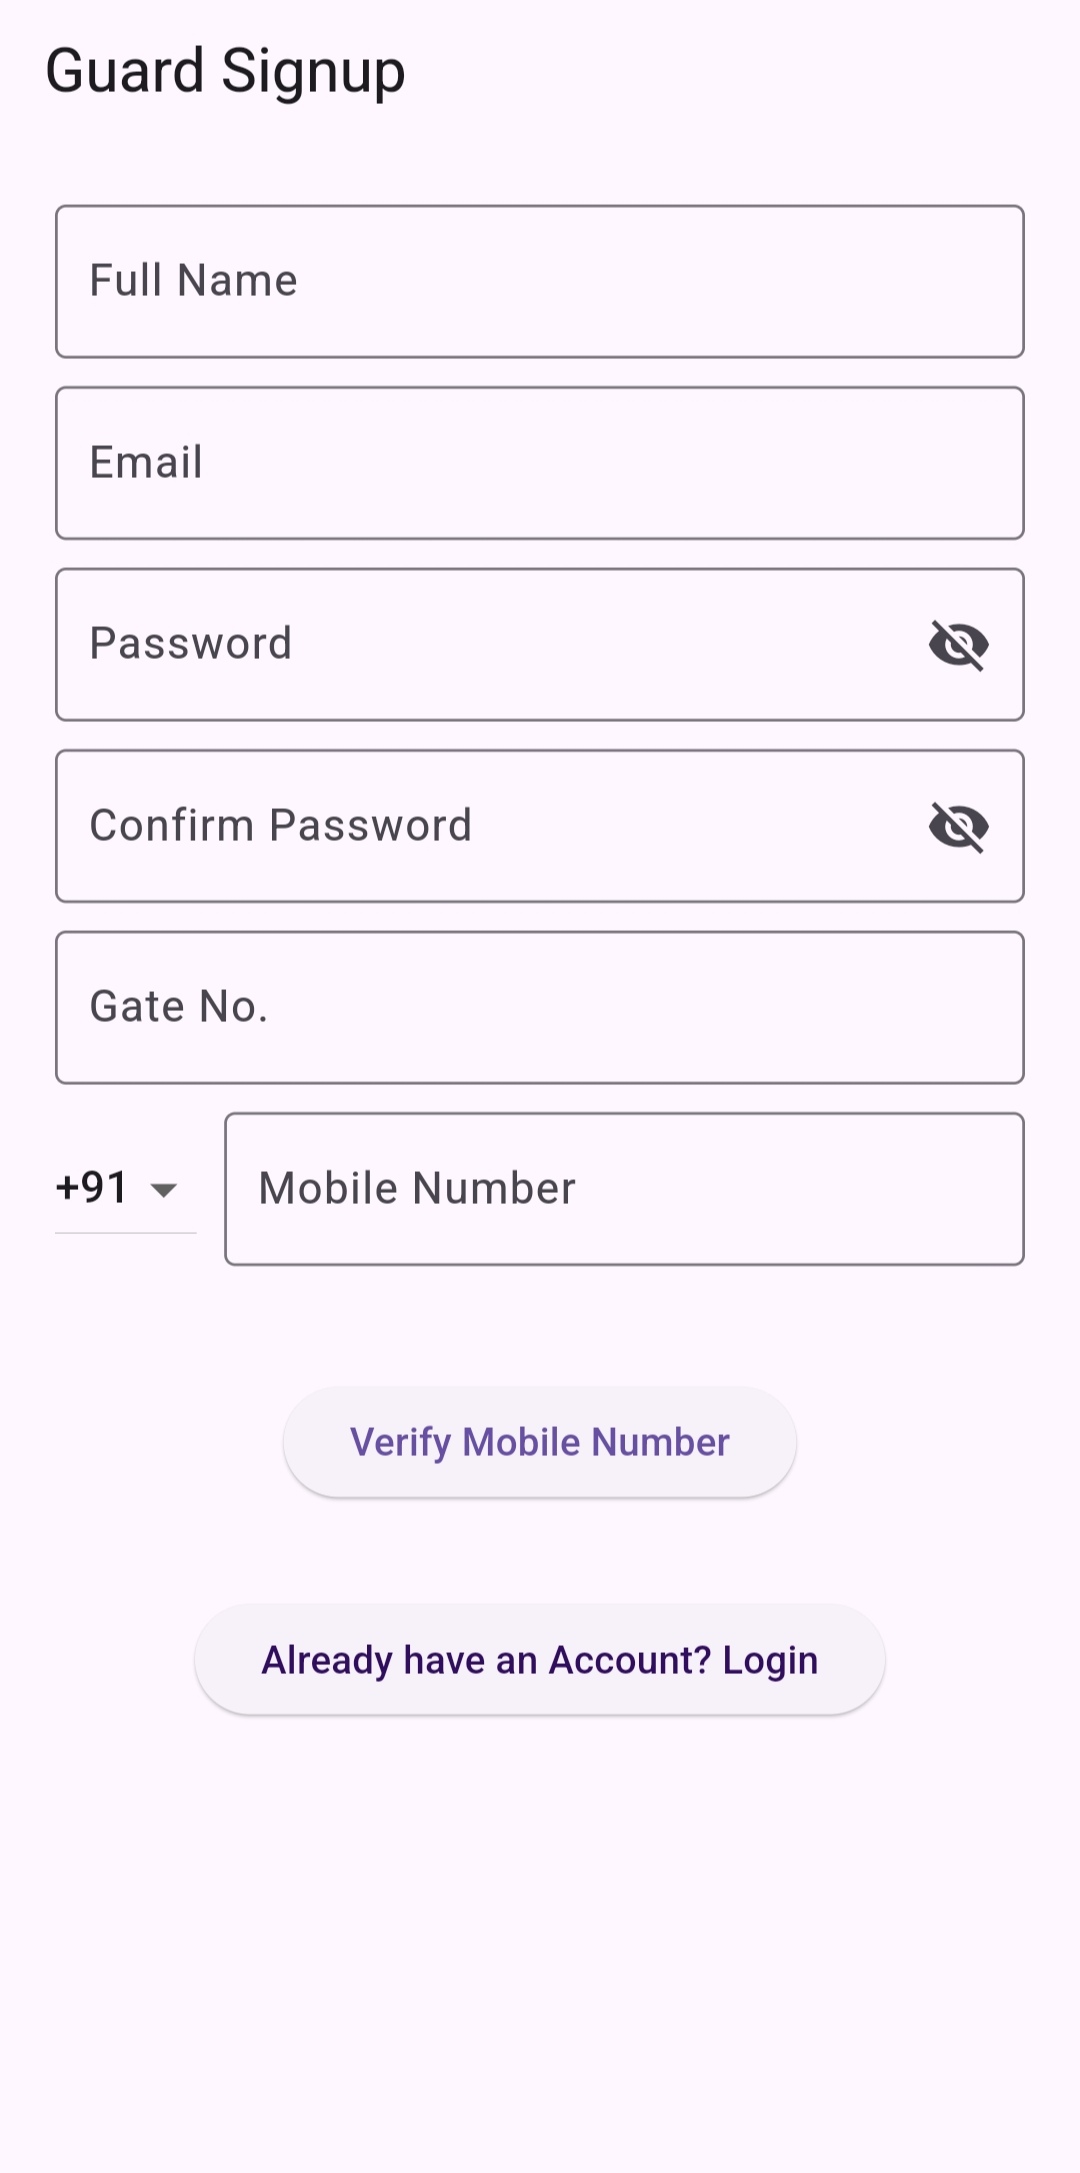 Guard Signup
Full Name
Email
Password
Confirm Password
Gate No.
+91 Mobile Number
Verify Mobile Number
Already have an Account? Login